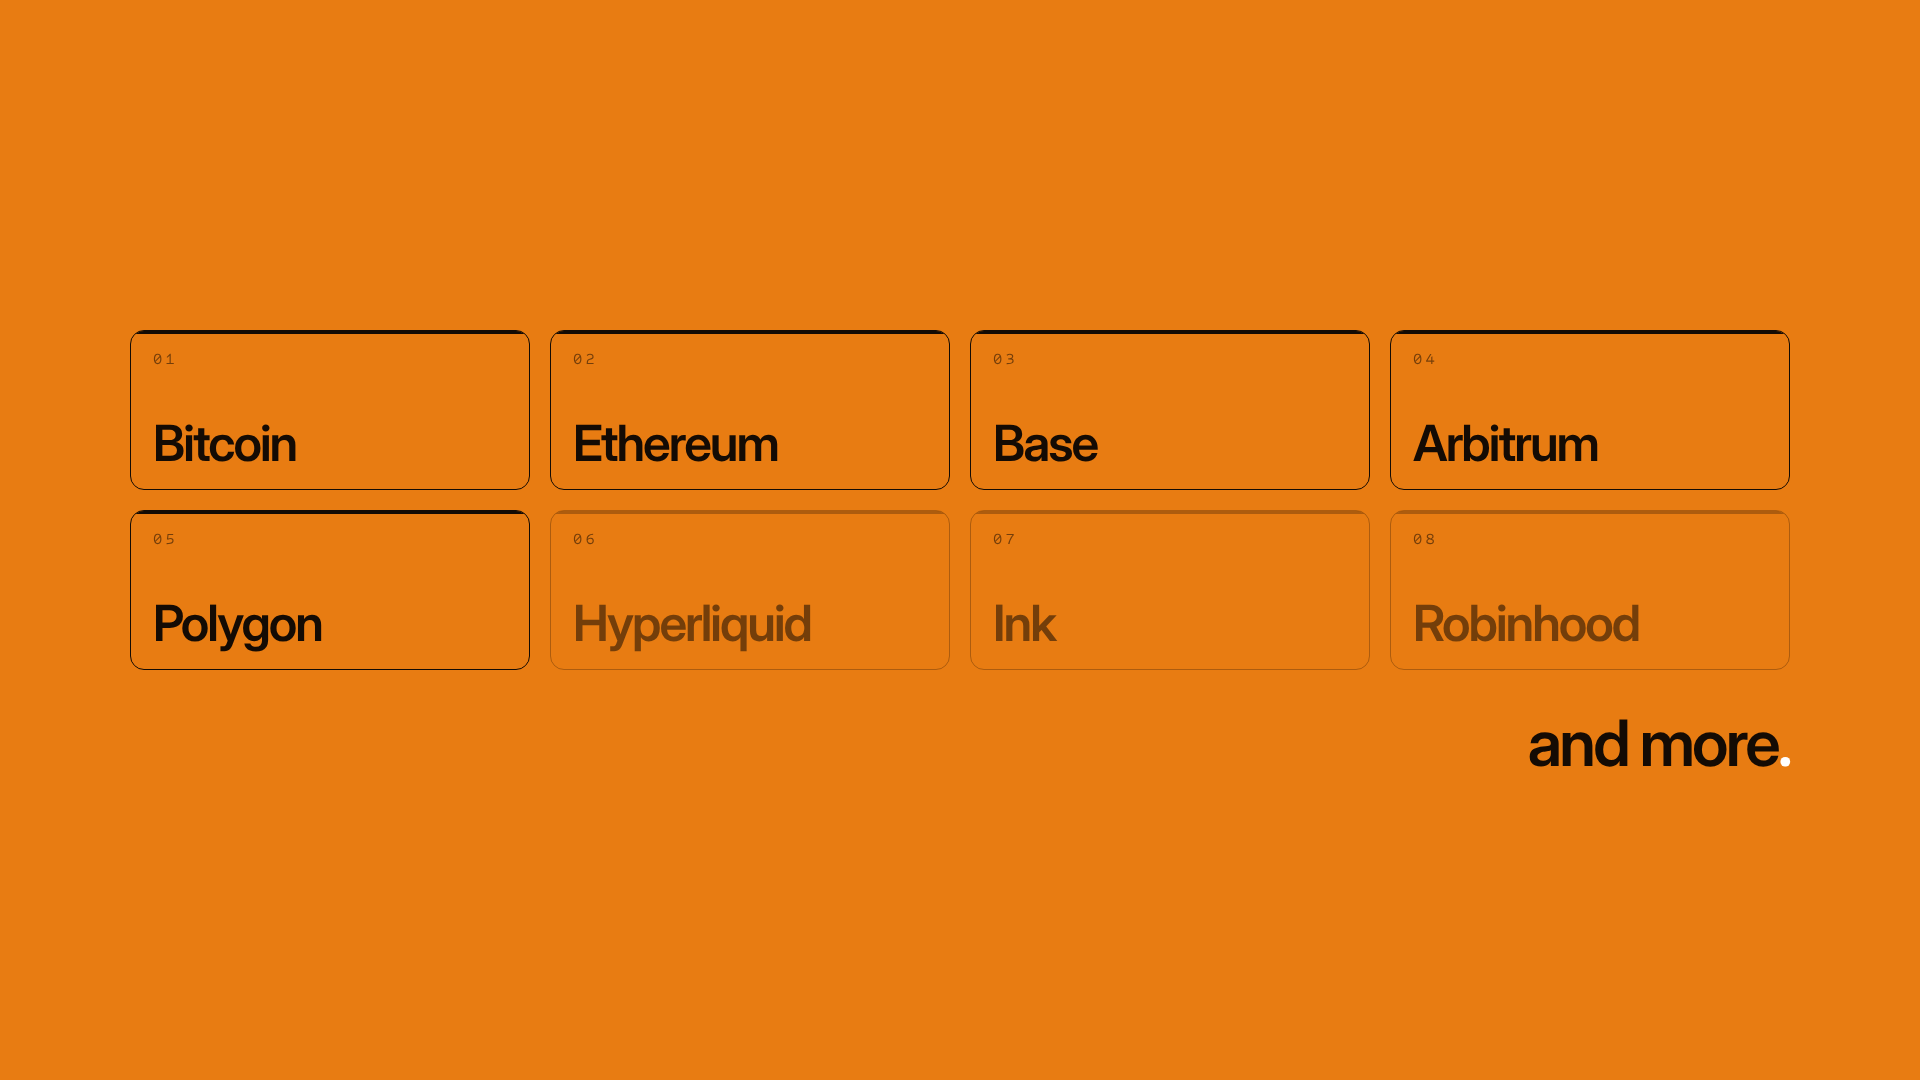 01
Bitcoin
02
Ethereum
03
Base
04
Arbitrum
05
Polygon
06
Hyperliquid
07
Ink
08
Robinhood
and more.